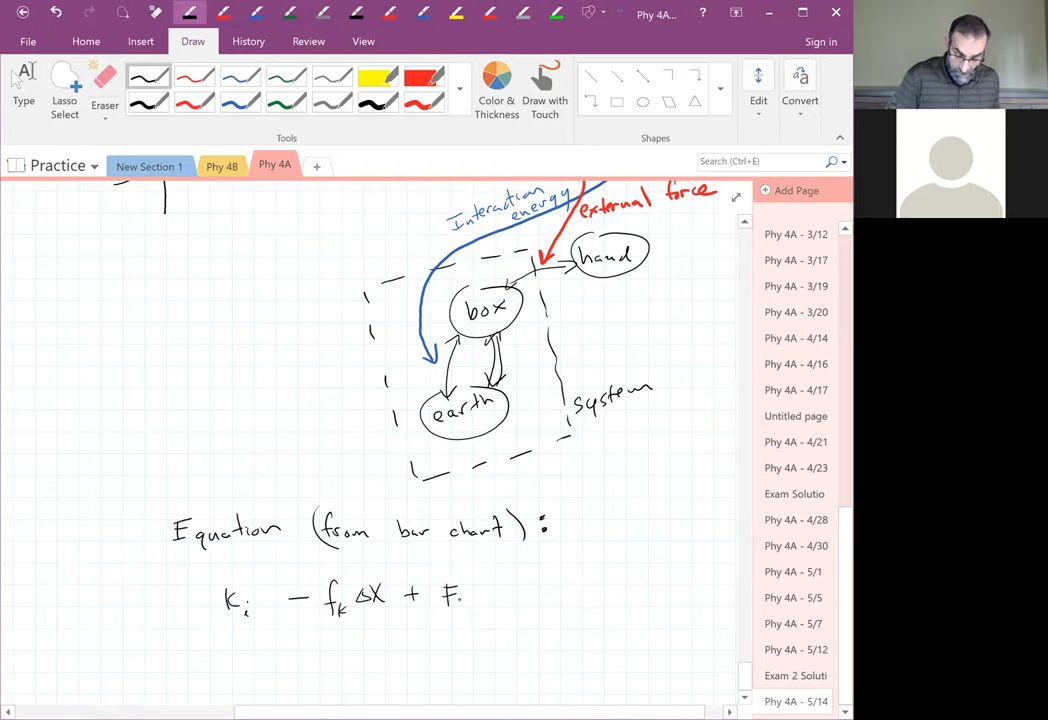 Phy 4A...
?
File
Home
Insert
Draw
History
Review
View
Sign in
Type
Lasso Select
Eraser
Tools
Color & Thickness
Draw with Touch
Shapes
Edit
Convert
Practice
New Section 1
Phy 4B
Phy 4A
+
Search (Ctrl+E)
Add Page
Phy 4A - 3/12
Phy 4A - 3/17
Phy 4A - 3/19
Phy 4A - 3/20
Phy 4A - 4/14
Phy 4A - 4/16
Phy 4A - 4/17
Untitled page
Phy 4A - 4/21
Phy 4A - 4/23
Exam Solutio
Phy 4A - 4/28
Phy 4A - 4/30
Phy 4A - 5/1
Phy 4A - 5/5
Phy 4A - 5/7
Phy 4A - 5/12
Exam 2 Soluti
Phy 4A - 5/14
Interaction energy
external force
hand
box
earth
system
Equation (from bar chart):
Ki - fk ΔX + F